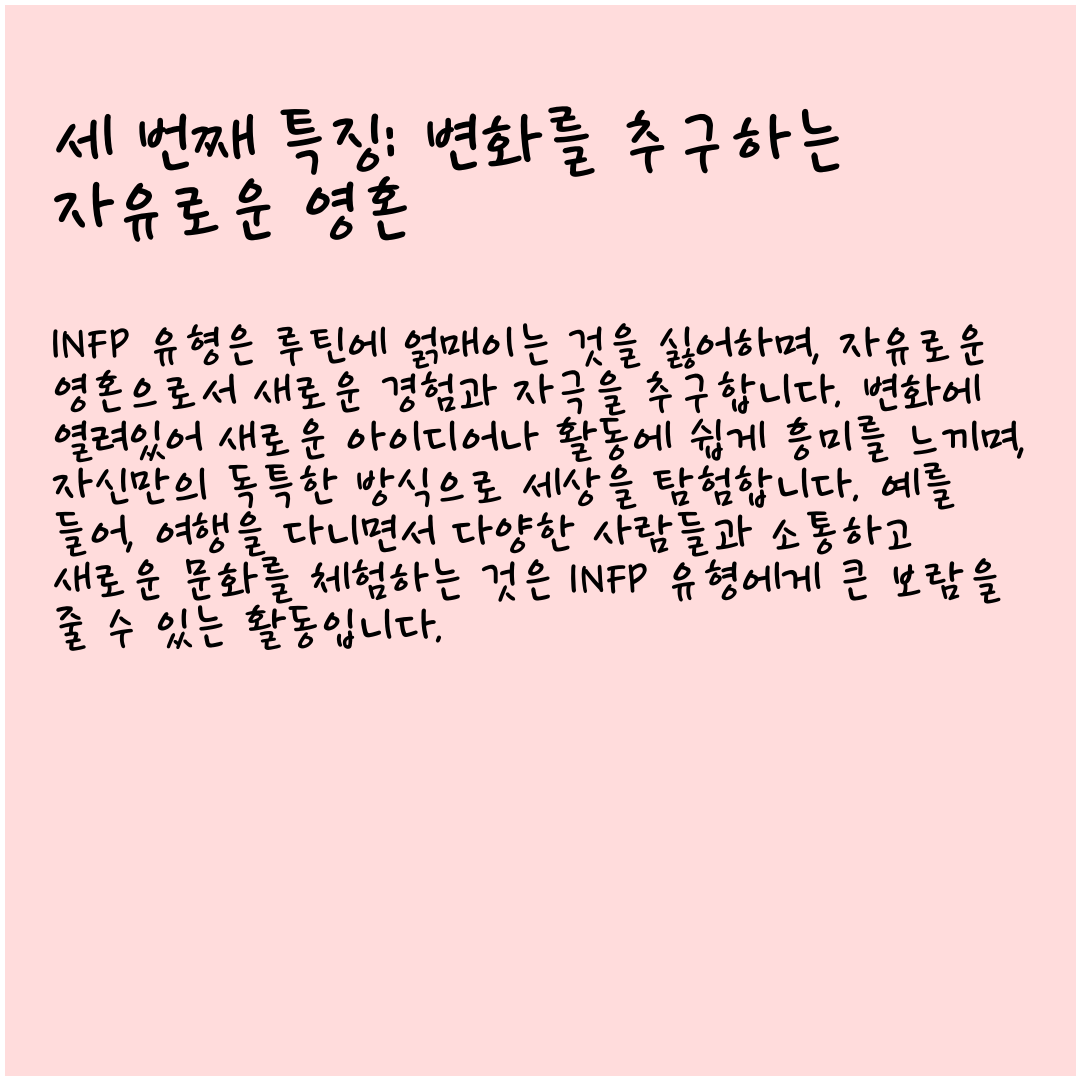 세 번째 특징: 변화를 추구하는
자유로운 영혼
INFP 유형은 루틴에 얽매이는 것을 싫어하며, 자유로운
영혼으로서 새로운 경험과 자극을 추구합니다. 변화에
열려있어 새로운 아이디어나 활동에 쉽게 흥미를 느끼며,
자신만의 독특한 방식으로 세상을 탐험합니다. 예를
들어, 여행을 다니면서 다양한 사람들과 소통하고
새로운 문화를 체험하는 것은 INFP 유형에게 큰 보람을
줄 수 있는 활동입니다.